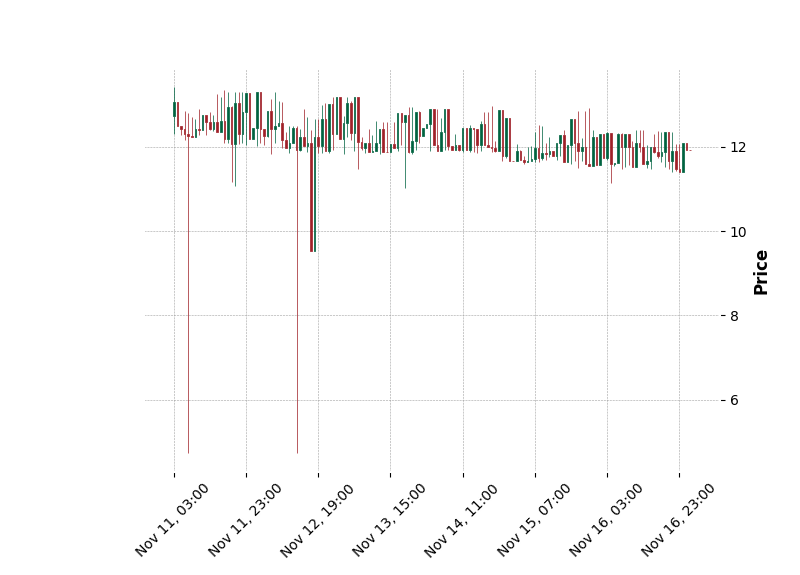 12
10
8
6
Price
Nov 11, 03:00
Nov 11, 23:00
Nov 12, 19:00
Nov 13, 15:00
Nov 14, 11:00
Nov 15, 07:00
Nov 16, 03:00
Nov 16, 23:00